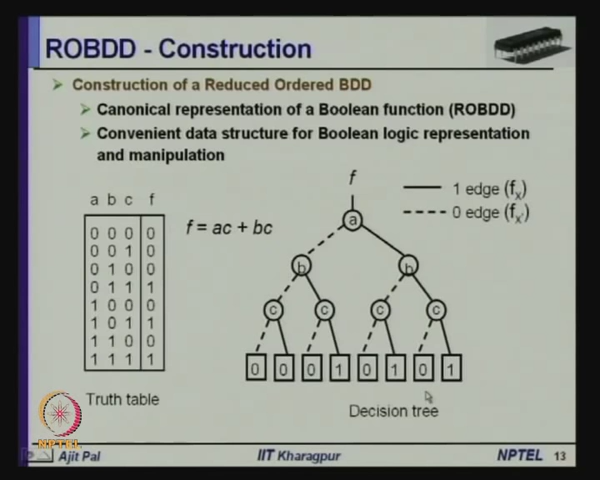 ROBDD - Construction
Construction of a Reduced Ordered BDD
Canonical representation of a Boolean function (ROBDD)
Convenient data structure for Boolean logic representation
and manipulation
a b c f
0 0 0 0
0 0 1 0
0 1 0 0
0 1 1 1
1 0 0 0
1 0 1 1
1 1 0 0
1 1 1 1
Truth table
f = ac + bc
f
1 edge (fx)
0 edge (fx')
a
b b
c c c c
0 0 0 1 0 1 0 1
Decision tree
NPTEL
Ajit Pal
IIT Kharagpur
NPTEL 13